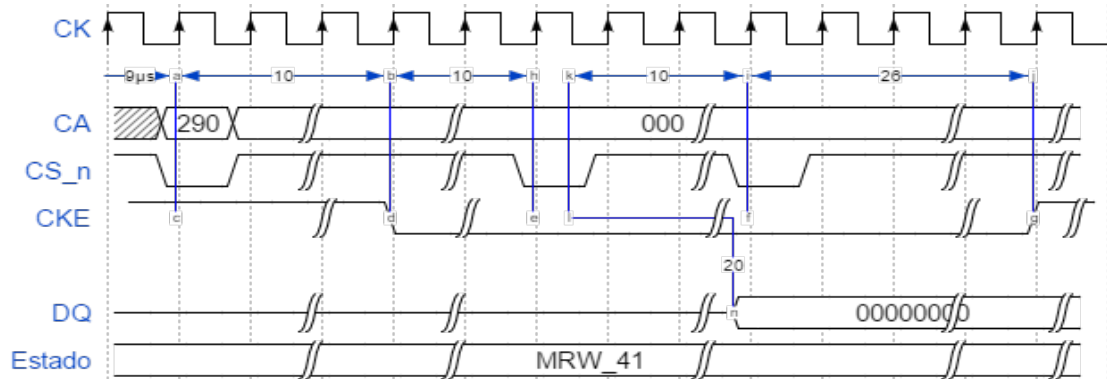 CK
9µs a 10 b 10 h k 10 i 26 j
CA 290 000
CS_n
CKE c d e l f g
20
DQ n 00000000
Estado MRW_41